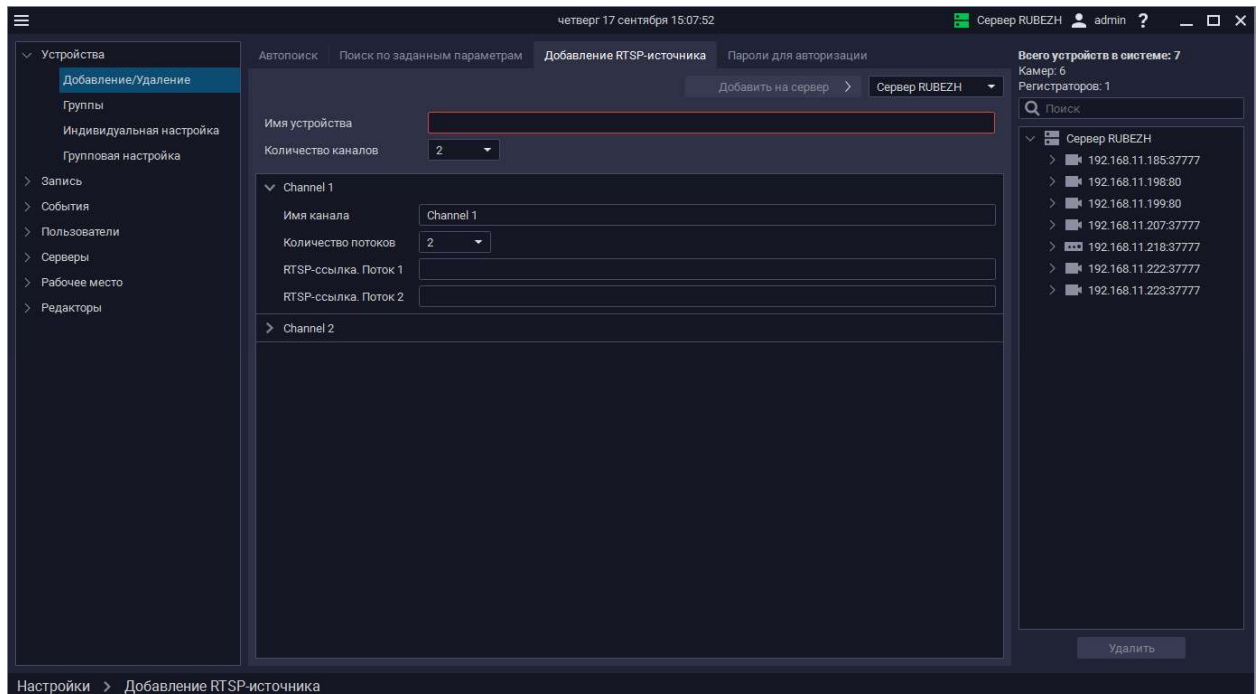 четверг 17 сентября 15:07:52
Сервер RUBEZH admin ?
Устройства
Добавление/Удаление
Группы
Индивидуальная настройка
Групповая настройка
Запись
События
Пользователи
Серверы
Рабочее место
Редакторы
Автопоиск Поиск по заданным параметрам Добавление RTSP-источника Пароли для авторизации
Добавить на сервер > Сервер RUBEZH
Имя устройства
Количество каналов 2
Channel 1
Имя канала Channel 1
Количество потоков 2
RTSP-ссылка. Поток 1
RTSP-ссылка. Поток 2
Channel 2
Всего устройств в системе: 7
Камер: 6
Регистраторов: 1
Поиск
Сервер RUBEZH
192.168.11.185:37777
192.168.11.198:80
192.168.11.199:80
192.168.11.207:37777
192.168.11.218:37777
192.168.11.222:37777
192.168.11.223:37777
Удалить
Настройки > Добавление RTSP-источника